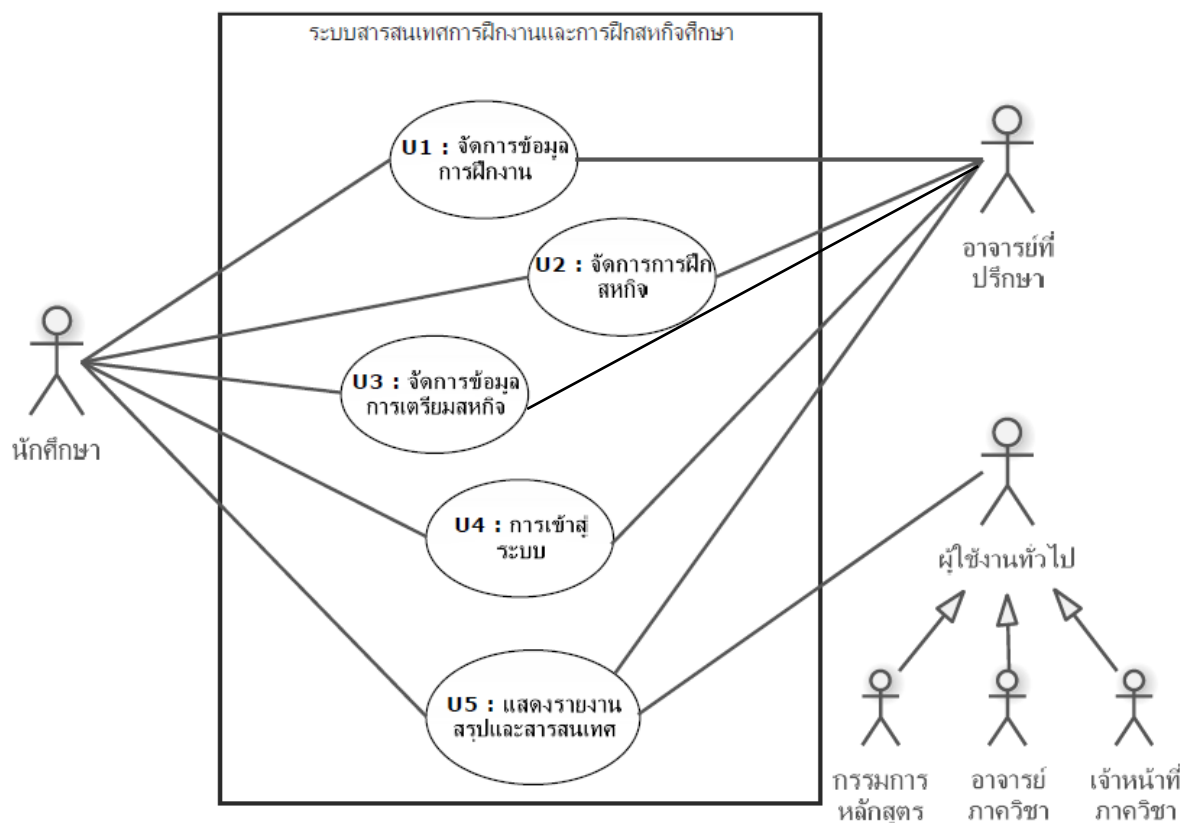 ระบบสารสนเทศการฝึกงานและการฝึกสหกิจศึกษา
U1 : จัดการข้อมูล
การฝึกงาน
U2 : จัดการการฝึก
สหกิจ
U3 : จัดการข้อมูล
การเตรียมสหกิจ
U4 : การเข้าสู่
ระบบ
U5 : แสดงรายงาน
สรุปและสารสนเทศ
นักศึกษา
อาจารย์ที่
ปรึกษา
ผู้ใช้งานทั่วไป
กรรมการ
หลักสูตร
อาจารย์
ภาควิชา
เจ้าหน้าที่
ภาควิชา